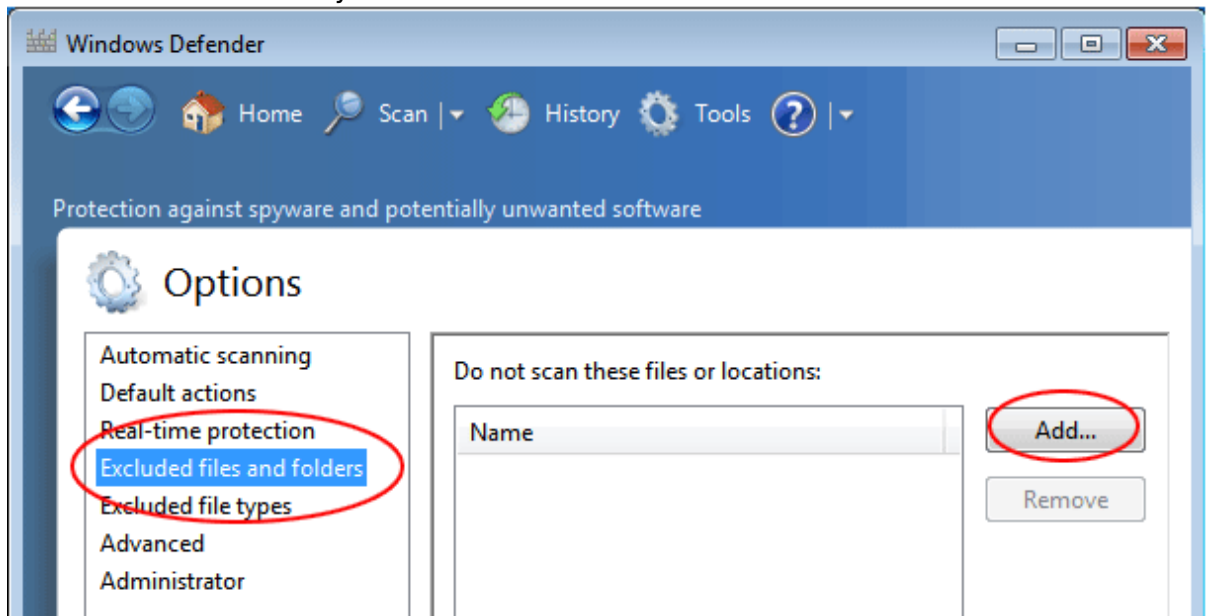 Windows Defender
Home Scan History Tools
Protection against spyware and potentially unwanted software
Options
Automatic scanning
Default actions
Real-time protection
Excluded files and folders
Excluded file types
Advanced
Administrator
Do not scan these files or locations:
Name
Add...
Remove